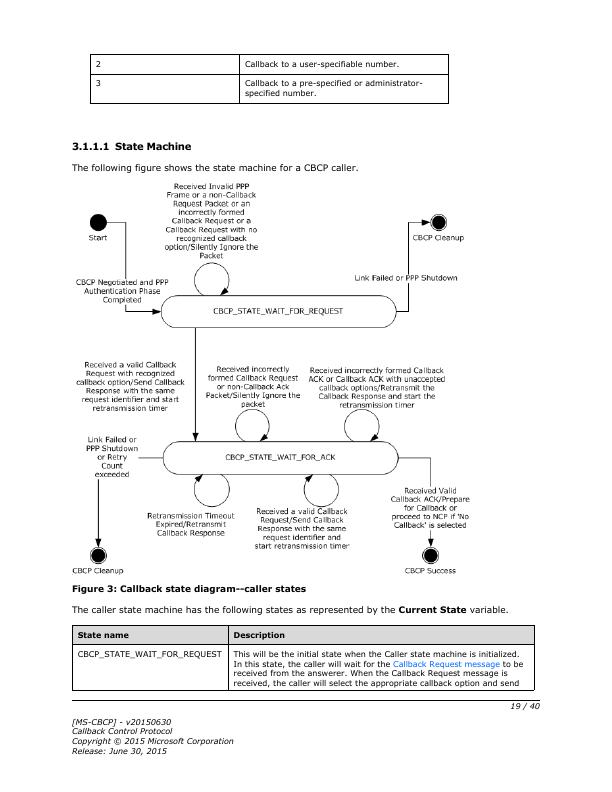 2
Callback to a user-specifiable number.
3
Callback to a pre-specified or administrator-
specified number.
3.1.1.1 State Machine
The following figure shows the state machine for a CBCP caller.
Received Invalid PPP
Frame or a non-Callback
Request Packet or an
incorrectly formed
Callback Request or a
Callback Request with no
recognized callback
option/Silently Ignore the
Packet
Start
CBCP Cleanup
CBCP Negotiated and PPP
Authentication Phase
Completed
Link Failed or PPP Shutdown
CBCP_STATE_WAIT_FOR_REQUEST
Received a valid Callback
Request with recognized
callback option/Send Callback
Response with the same
request identifier and start
retransmission timer
Received incorrectly
formed Callback Request
or non-Callback Ack
Packet/Silently Ignore the
packet
Received incorrectly formed Callback
ACK or Callback ACK with unaccepted
callback options/Retransmit the
Callback Response and start the
retransmission timer
Link Failed or
PPP Shutdown
or Retry
Count
exceeded
CBCP_STATE_WAIT_FOR_ACK
Retransmission Timeout
Expired/Retransmit
Callback Response
Received a valid Callback
Request/Send Callback
Response with the same
request identifier and
start retransmission timer
Received Valid
Callback ACK/Prepare
for Callback or
proceed to NCP if 'No
Callback' is selected
CBCP Cleanup
CBCP Success
Figure 3: Callback state diagram--caller states
The caller state machine has the following states as represented by the Current State variable.
State name
Description
CBCP_STATE_WAIT_FOR_REQUEST
This will be the initial state when the Caller state machine is initialized.
In this state, the caller will wait for the Callback Request message to be
received from the answerer. When the Callback Request message is
received, the caller will select the appropriate callback option and send
19 / 40
[MS-CBCP] - v20150630
Callback Control Protocol
Copyright © 2015 Microsoft Corporation
Release: June 30, 2015